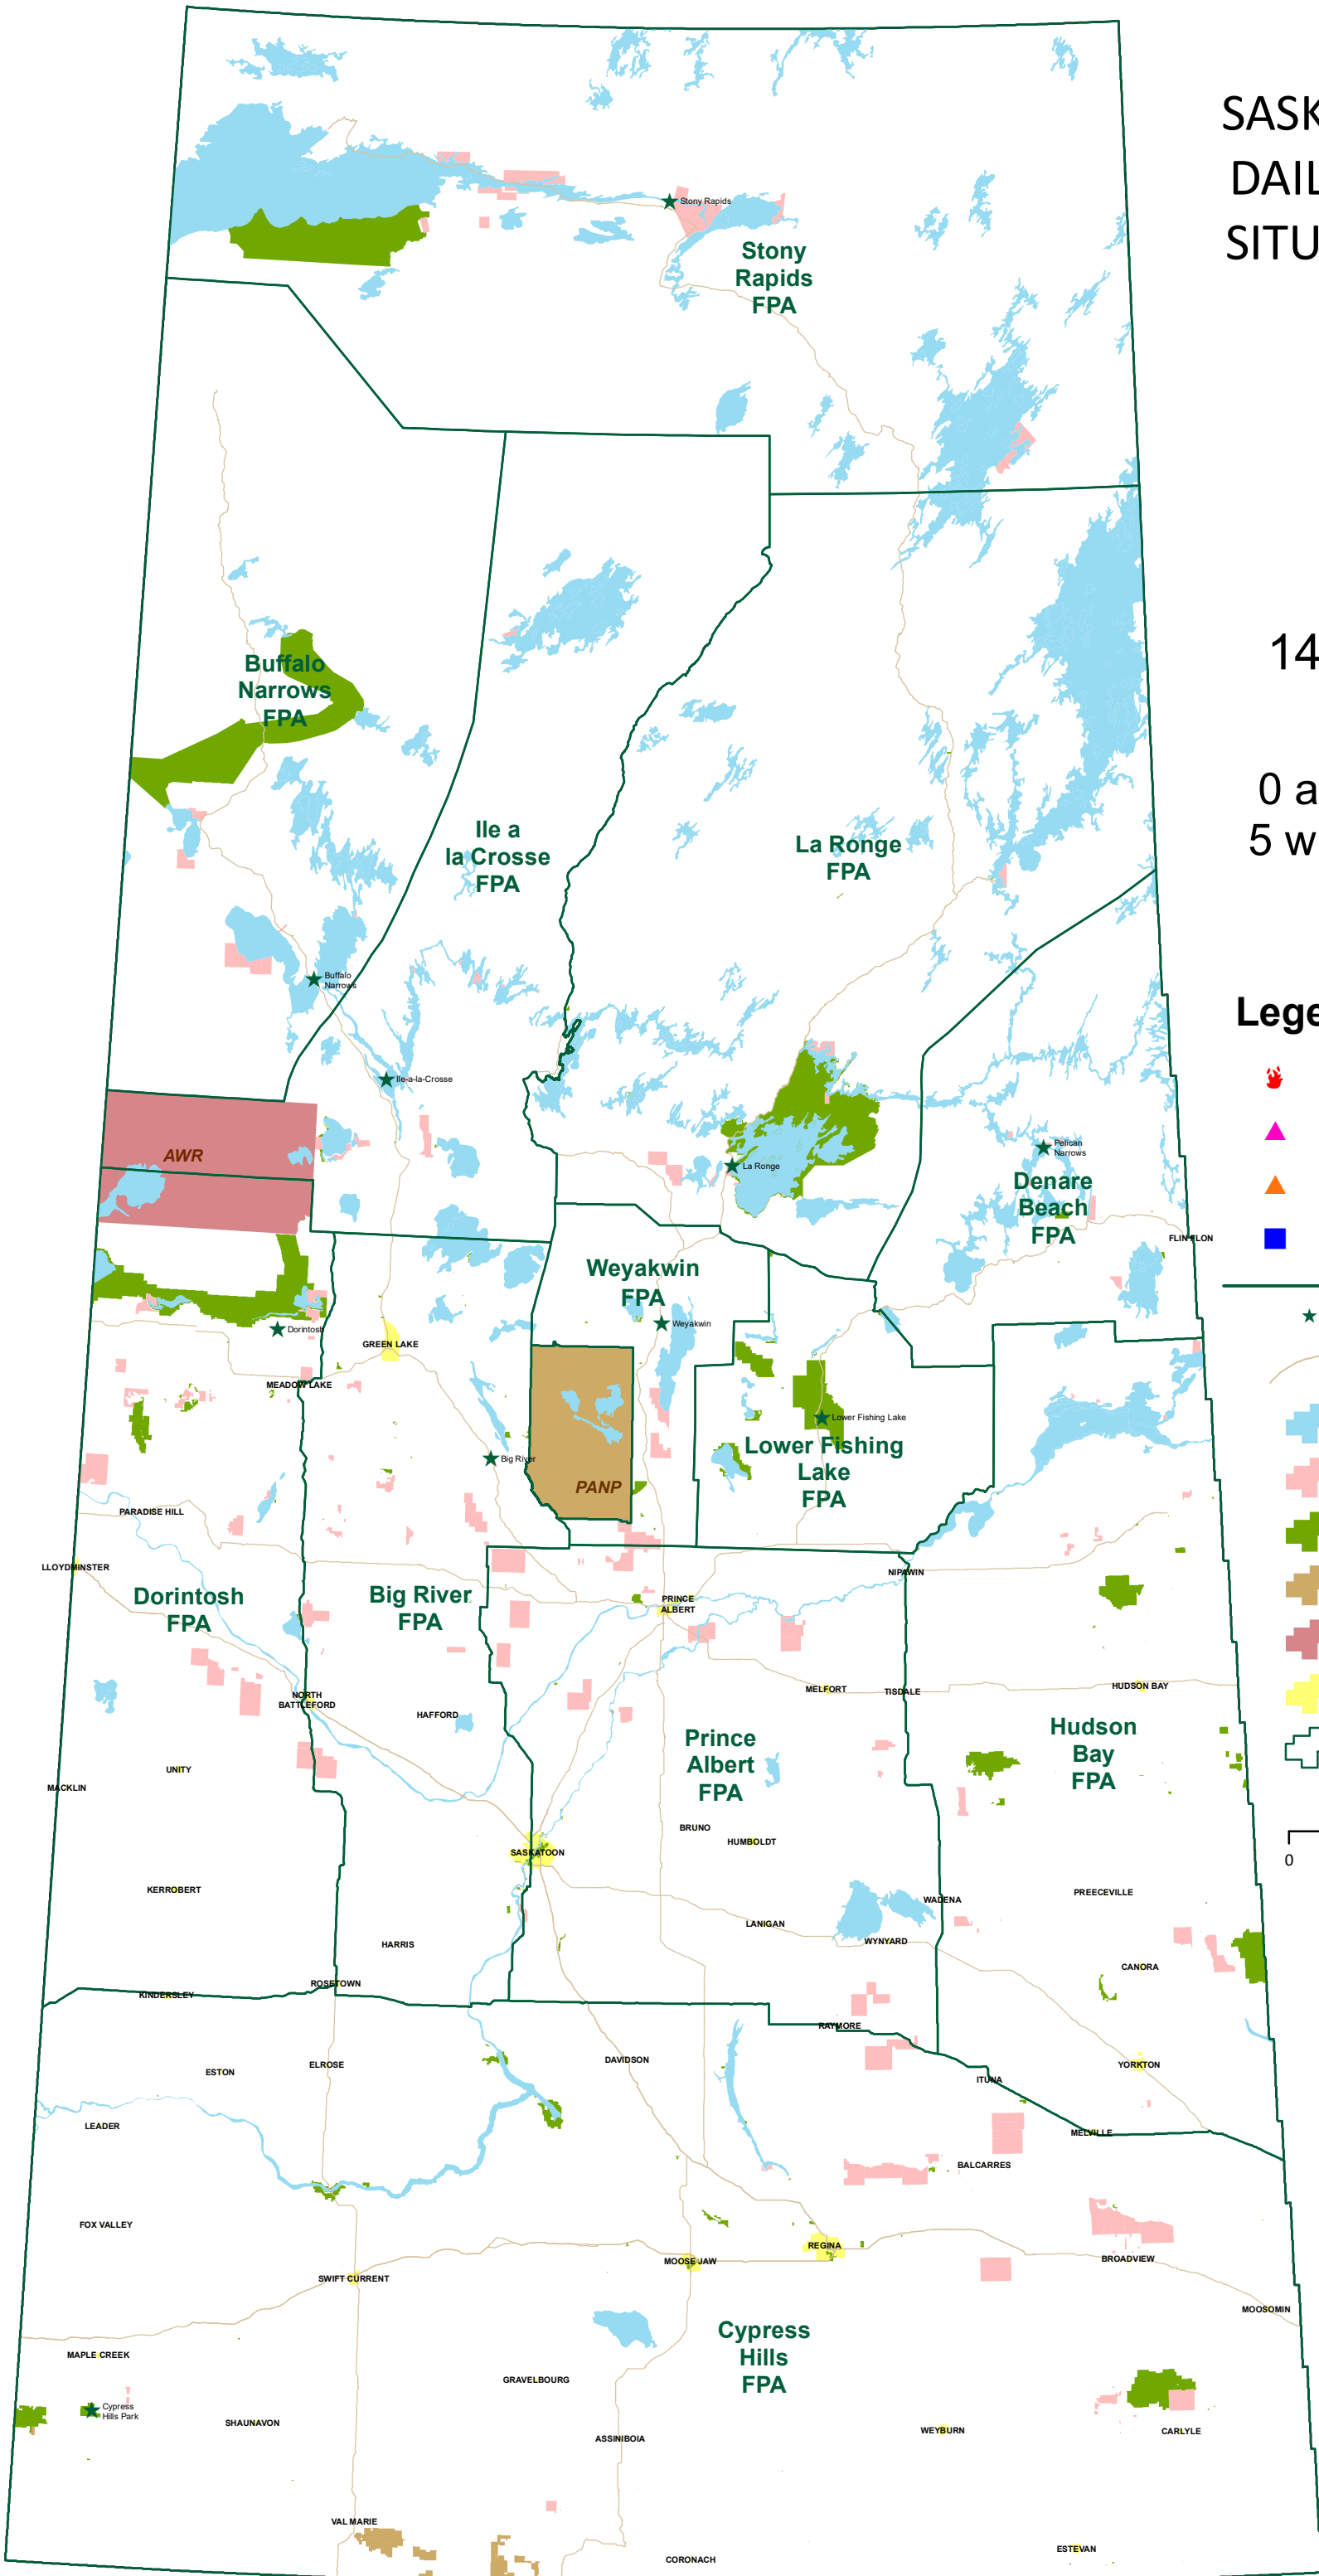 SASK
DAIL
SITU
Stony Rapids
Stony
Rapids
FPA
14
Buffalo
Narrows
FPA
0 a
5 w
Ile a
la Crosse
FPA
La Ronge
FPA
Buffalo
Narrows
Lege
Ile-a-la-Crosse
AWR
La Ronge
Pelican
Narrows
Denare
Beach
FPA
FLIN FLON
Weyakwin
FPA
Weyakwin
Dorintosh
GREEN LAKE
MEADOW LAKE
Lower Fishing Lake
Lower Fishing
Lake
FPA
Big River
PANP
PARADISE HILL
LLOYDMINSTER
NIPAWIN
Dorintosh
FPA
Big River
FPA
PRINCE
ALBERT
MELFORT
TISDALE
HUDSON BAY
NORTH
BATTLEFORD
HAFFORD
Prince
Albert
FPA
Hudson
Bay
FPA
UNITY
MACKLIN
BRUNO
HUMBOLDT
SASKATOON
0
KERROBERT
PREECEVILLE
WADENA
LANIGAN
WYNYARD
HARRIS
CANORA
ROSETOWN
KINDERSLEY
RAYMORE
DAVIDSON
ELROSE
ESTON
YORKTON
ITUNA
LEADER
MELVILLE
BALCARRES
FOX VALLEY
REGINA
MOOSE JAW
BROADVIEW
SWIFT CURRENT
MOOSOMIN
Cypress
Hills
FPA
MAPLE CREEK
GRAVELBOURG
Cypress
Hills Park
SHAUNAVON
WEYBURN
CARLYLE
ASSINIBOIA
VAL MARIE
ESTEVAN
CORONACH